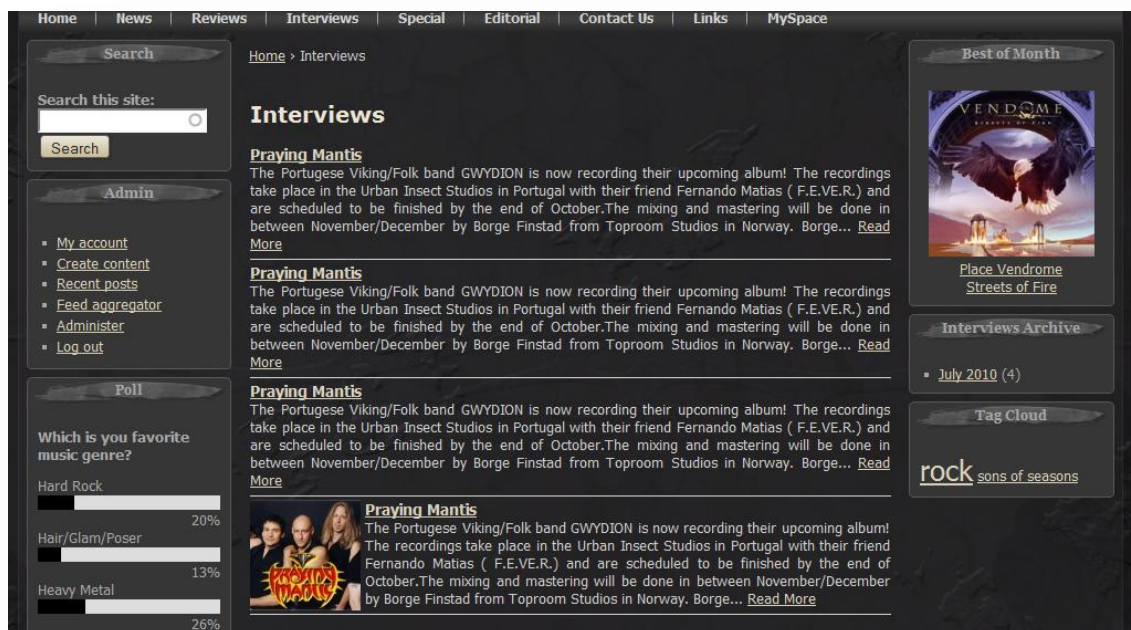 Home | News | Reviews | Interviews | Special | Editorial | Contact Us | Links | MySpace
Search
Search this site:
Search
Admin
My account
Create content
Recent posts
Feed aggregator
Administer
Log out
Poll
Which is you favorite
music genre?
Hard Rock
20%
Hair/Glam/Poser
13%
Heavy Metal
26%
Home › Interviews
Interviews
Praying Mantis
The Portugese Viking/Folk band GWYDION is now recording their upcoming album! The recordings
take place in the Urban Insect Studios in Portugal with their friend Fernando Matias ( F.E.VE.R.) and
are scheduled to be finished by the end of October.The mixing and mastering will be done in
between November/December by Borge Finstad from Toproom Studios in Norway. Borge... Read
More
Praying Mantis
The Portugese Viking/Folk band GWYDION is now recording their upcoming album! The recordings
take place in the Urban Insect Studios in Portugal with their friend Fernando Matias ( F.E.VE.R.) and
are scheduled to be finished by the end of October.The mixing and mastering will be done in
between November/December by Borge Finstad from Toproom Studios in Norway. Borge... Read
More
Praying Mantis
The Portugese Viking/Folk band GWYDION is now recording their upcoming album! The recordings
take place in the Urban Insect Studios in Portugal with their friend Fernando Matias ( F.E.VE.R.) and
are scheduled to be finished by the end of October.The mixing and mastering will be done in
between November/December by Borge Finstad from Toproom Studios in Norway. Borge... Read
More
PRAYING
MANTIS
Praying Mantis
The Portugese Viking/Folk band GWYDION is now recording their upcoming album!
The recordings take place in the Urban Insect Studios in Portugal with their friend
Fernando Matias ( F.E.VE.R.) and are scheduled to be finished by the end of
October.The mixing and mastering will be done in between November/December
by Borge Finstad from Toproom Studios in Norway. Borge... Read More
Best of Month
VENDOME
STREETS OF FIRE
Place Vendrome
Streets of Fire
Interviews Archive
July 2010 (4)
Tag Cloud
rock sons of seasons